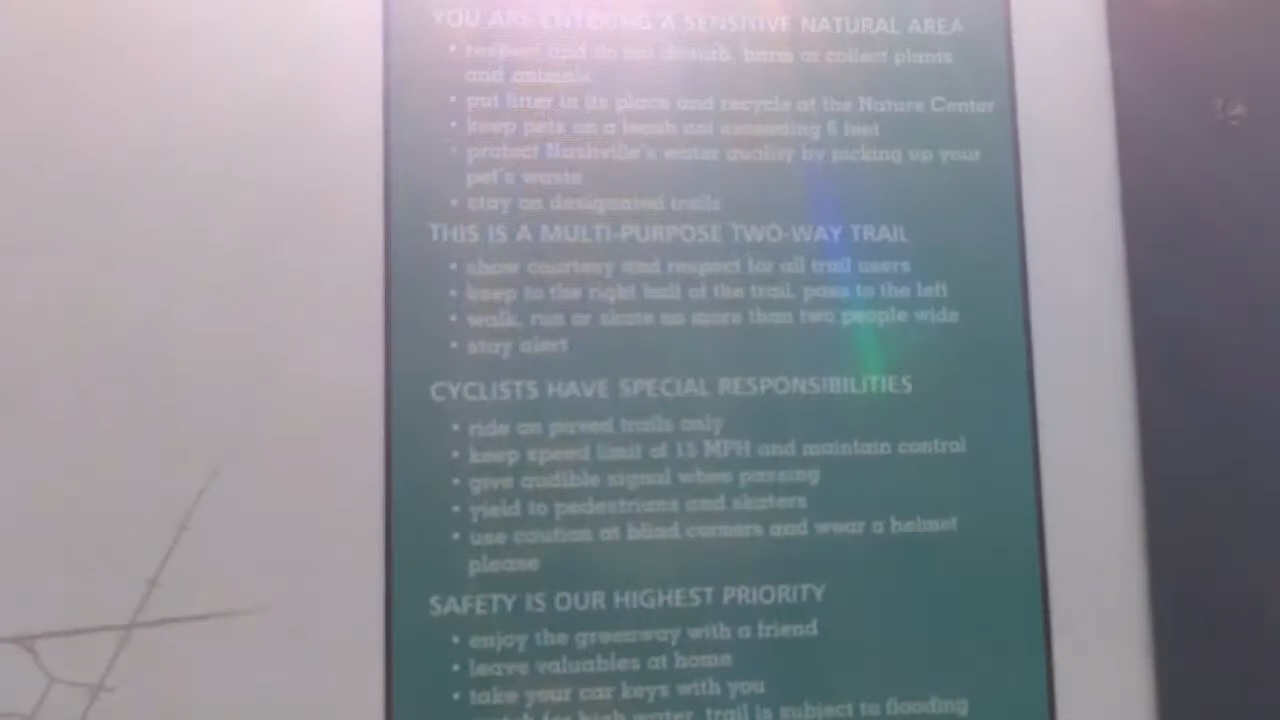 YOU ARE ENTERING A SENSITIVE NATURAL AREA
• respect and do not disturb, harm or collect plants
and animals
• put litter in its place and recycle at the Nature Center
• keep pets on a leash not exceeding 6 feet
• protect Nashville's water quality by picking up your
pet's waste
• stay on designated trails
THIS IS A MULTI-PURPOSE TWO-WAY TRAIL
• show courtesy and respect for all trail users
• keep to the right half of the trail, pass to the left
• walk, run or skate no more than two people wide
• stay alert
CYCLISTS HAVE SPECIAL RESPONSIBILITIES
• ride on paved trails only
• keep speed limit of 15 MPH and maintain control
• give audible signal when passing
• yield to pedestrians and skaters
• use caution at blind corners and wear a helmet
please
SAFETY IS OUR HIGHEST PRIORITY
• enjoy the greenway with a friend
• leave valuables at home
• take your car keys with you
• watch for high water, trail is subject to flooding